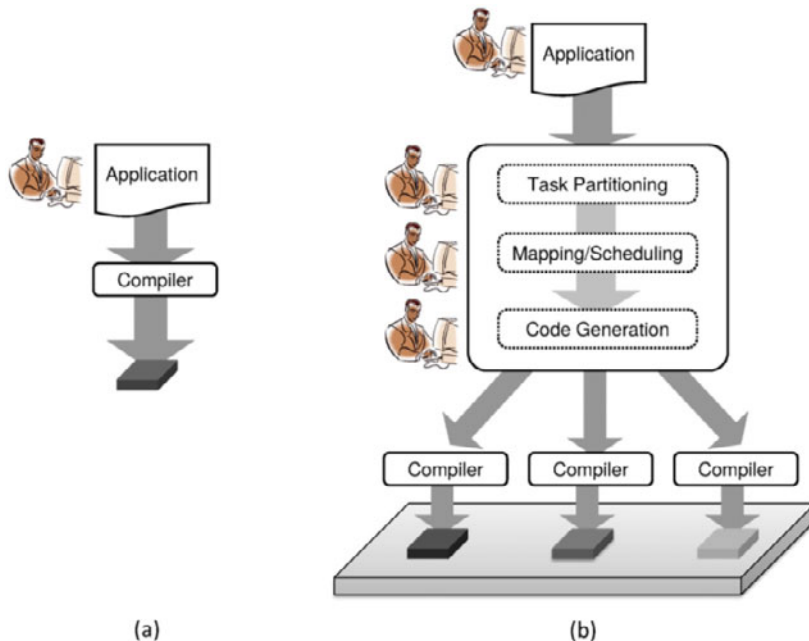 Application
Compiler
(a)
Application
Task Partitioning
Mapping/Scheduling
Code Generation
Compiler Compiler Compiler
(b)